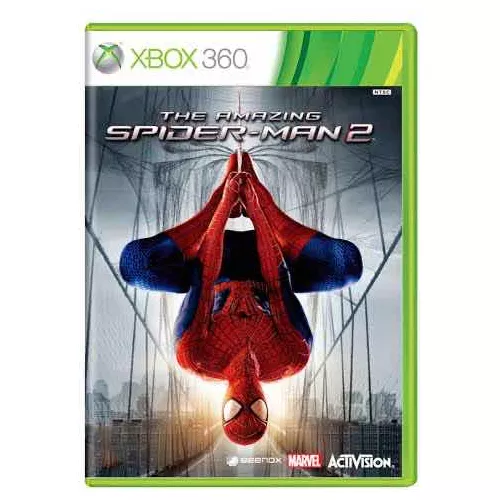 XBOX 360
NTSC
THE AMAZING
SPIDER-MAN 2
BEENOX MARVEL ACTIVISION